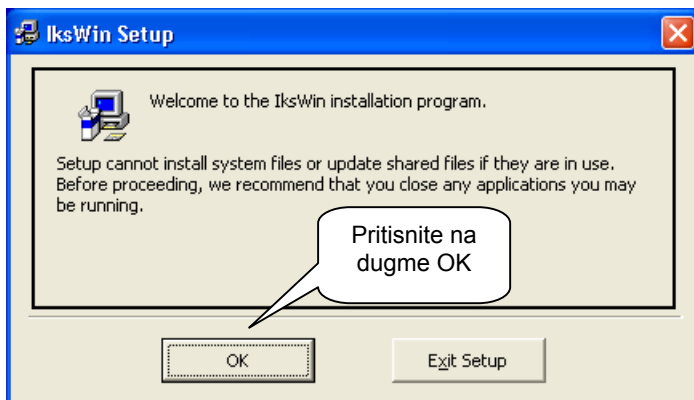 IksWin Setup
Welcome to the IksWin installation program.
Setup cannot install system files or update shared files if they are in use.
Before proceeding, we recommend that you close any applications you may
be running.
Pritisnite na
dugme OK
OK
Exit Setup